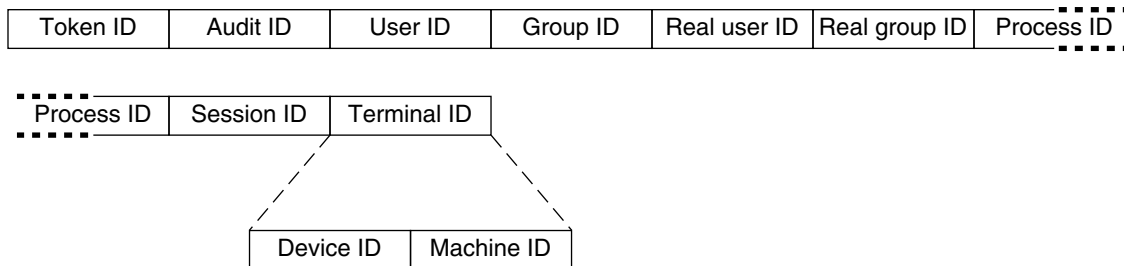 Token ID Audit ID User ID Group ID Real user ID Real group ID Process ID
Process ID Session ID Terminal ID
Device ID Machine ID